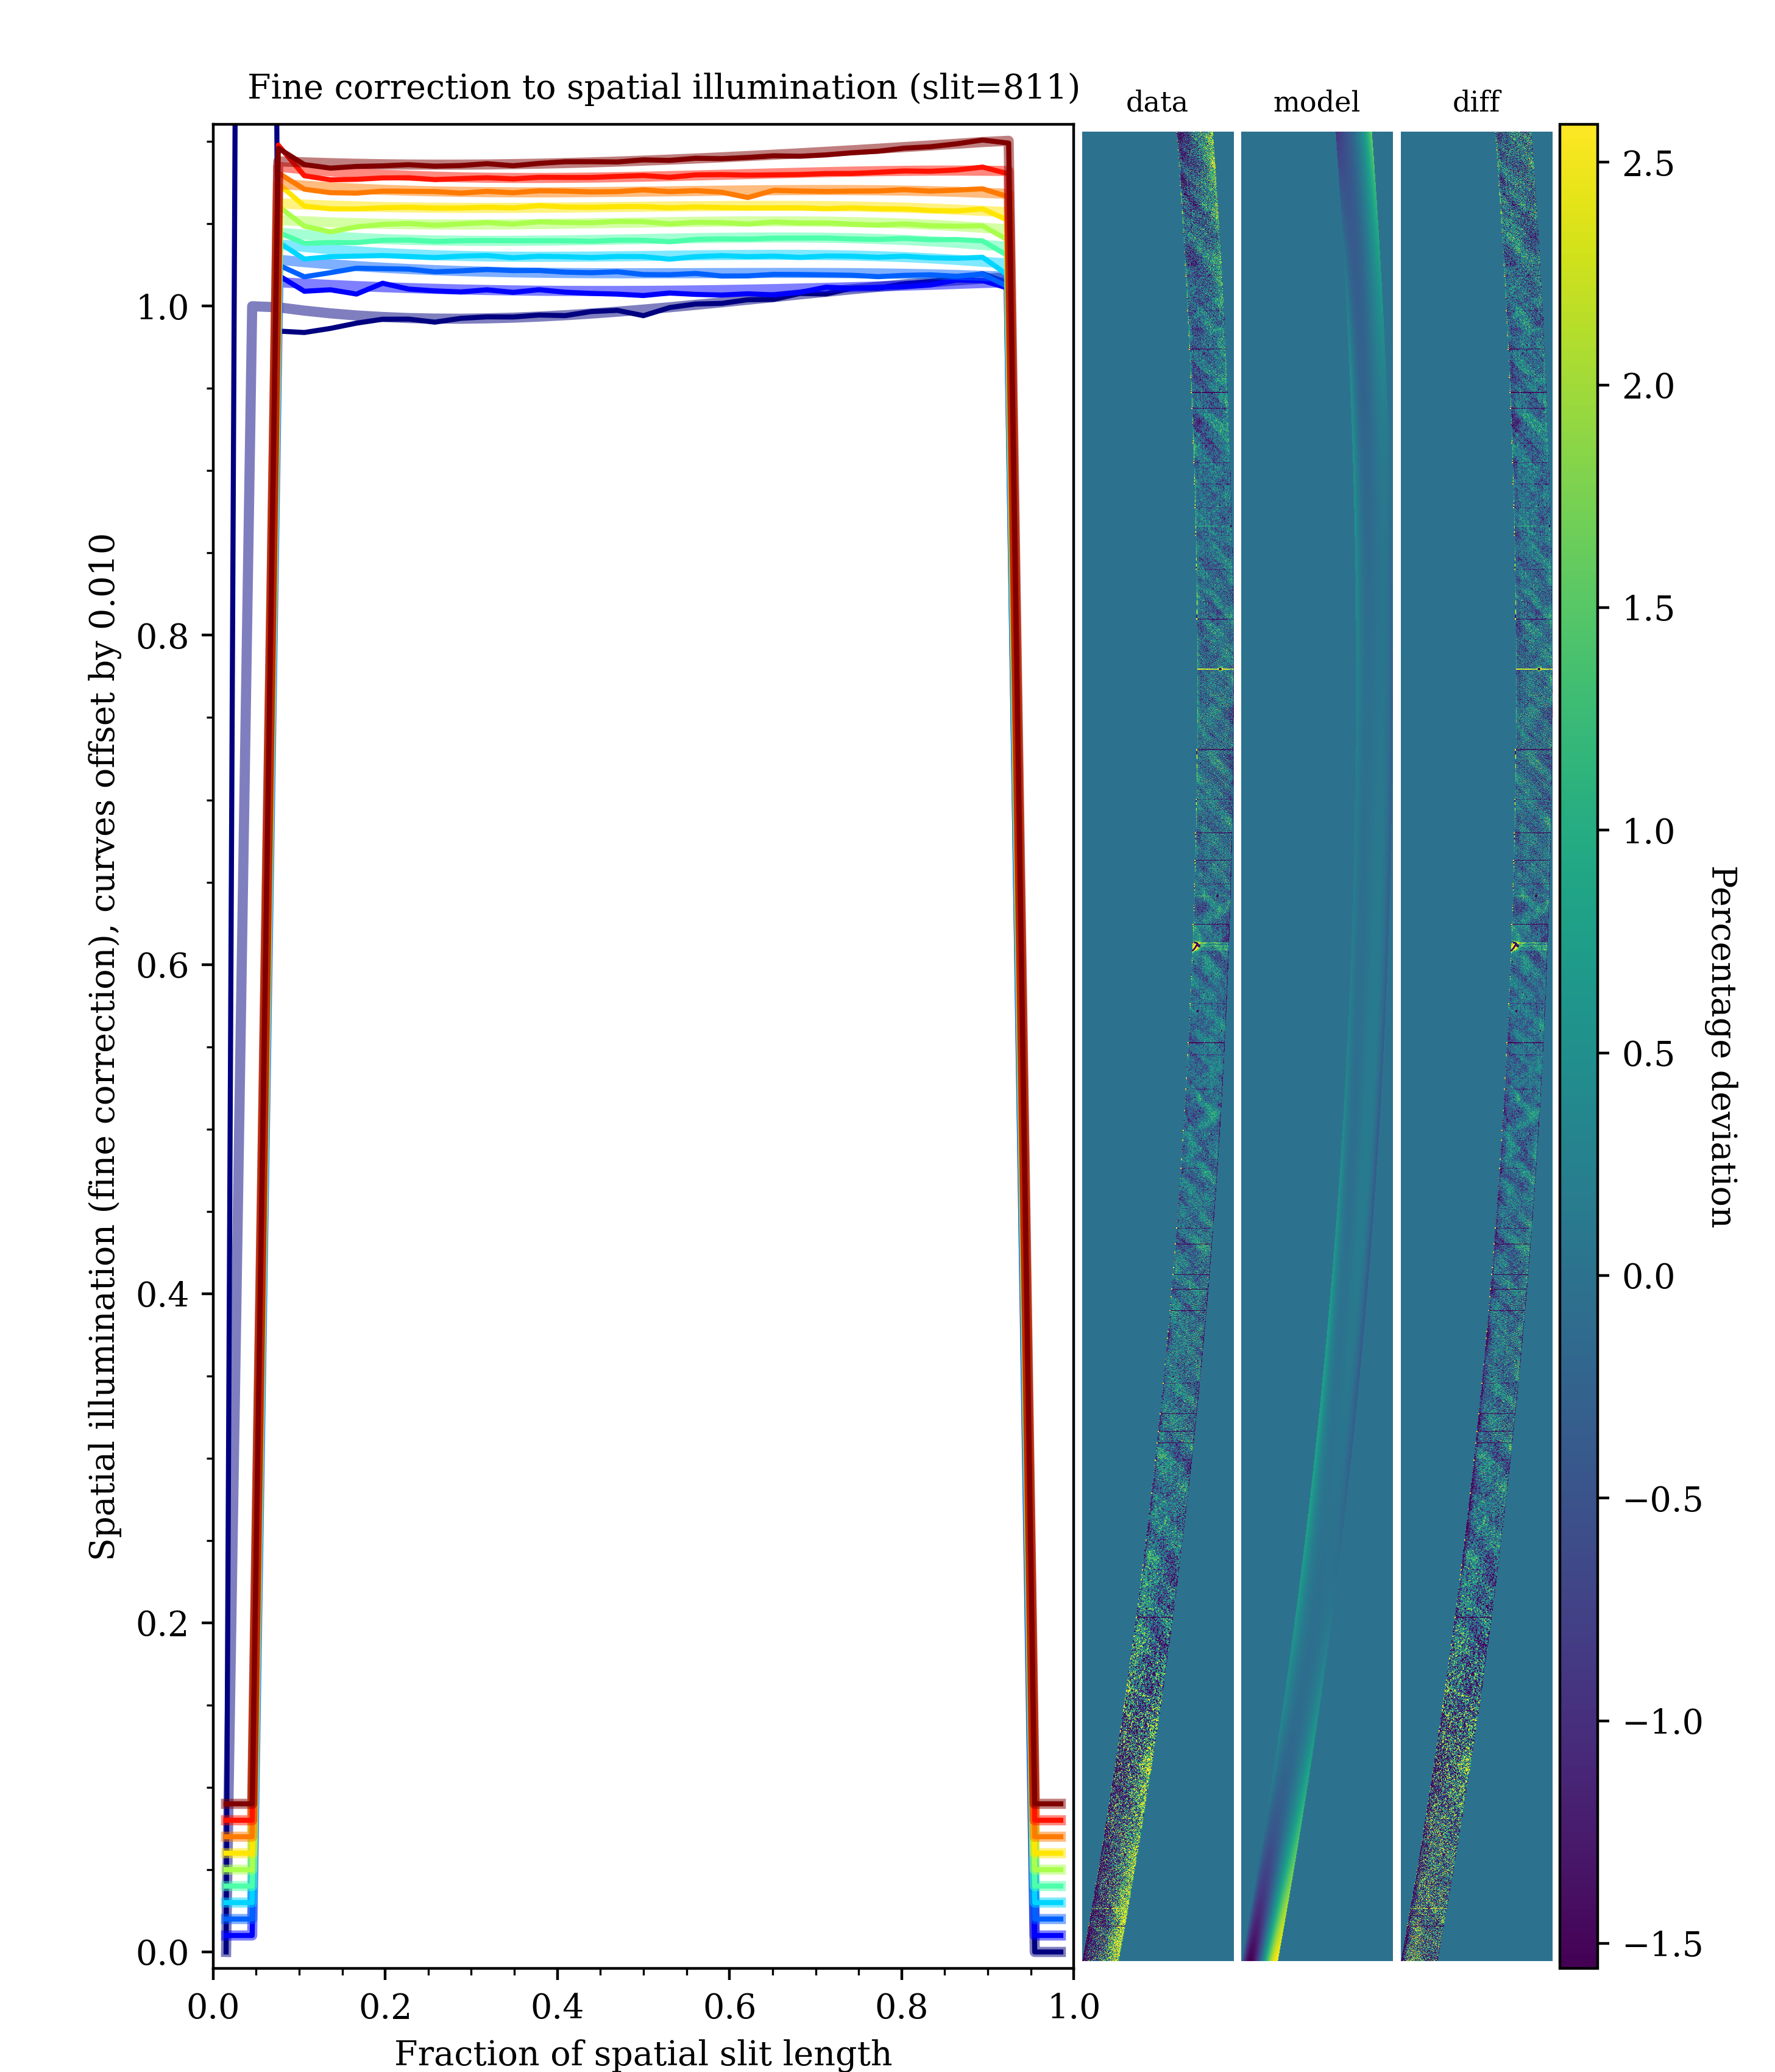 Fine correction to spatial illumination (slit=811)
data
model
diff
Spatial illumination (fine correction), curves offset by 0.010
1.0
0.8
0.6
0.4
0.2
0.0
0.0 0.2 0.4 0.6 0.8 1.0
Fraction of spatial slit length
2.5
2.0
1.5
1.0
0.5
0.0
−0.5
−1.0
−1.5
Percentage deviation